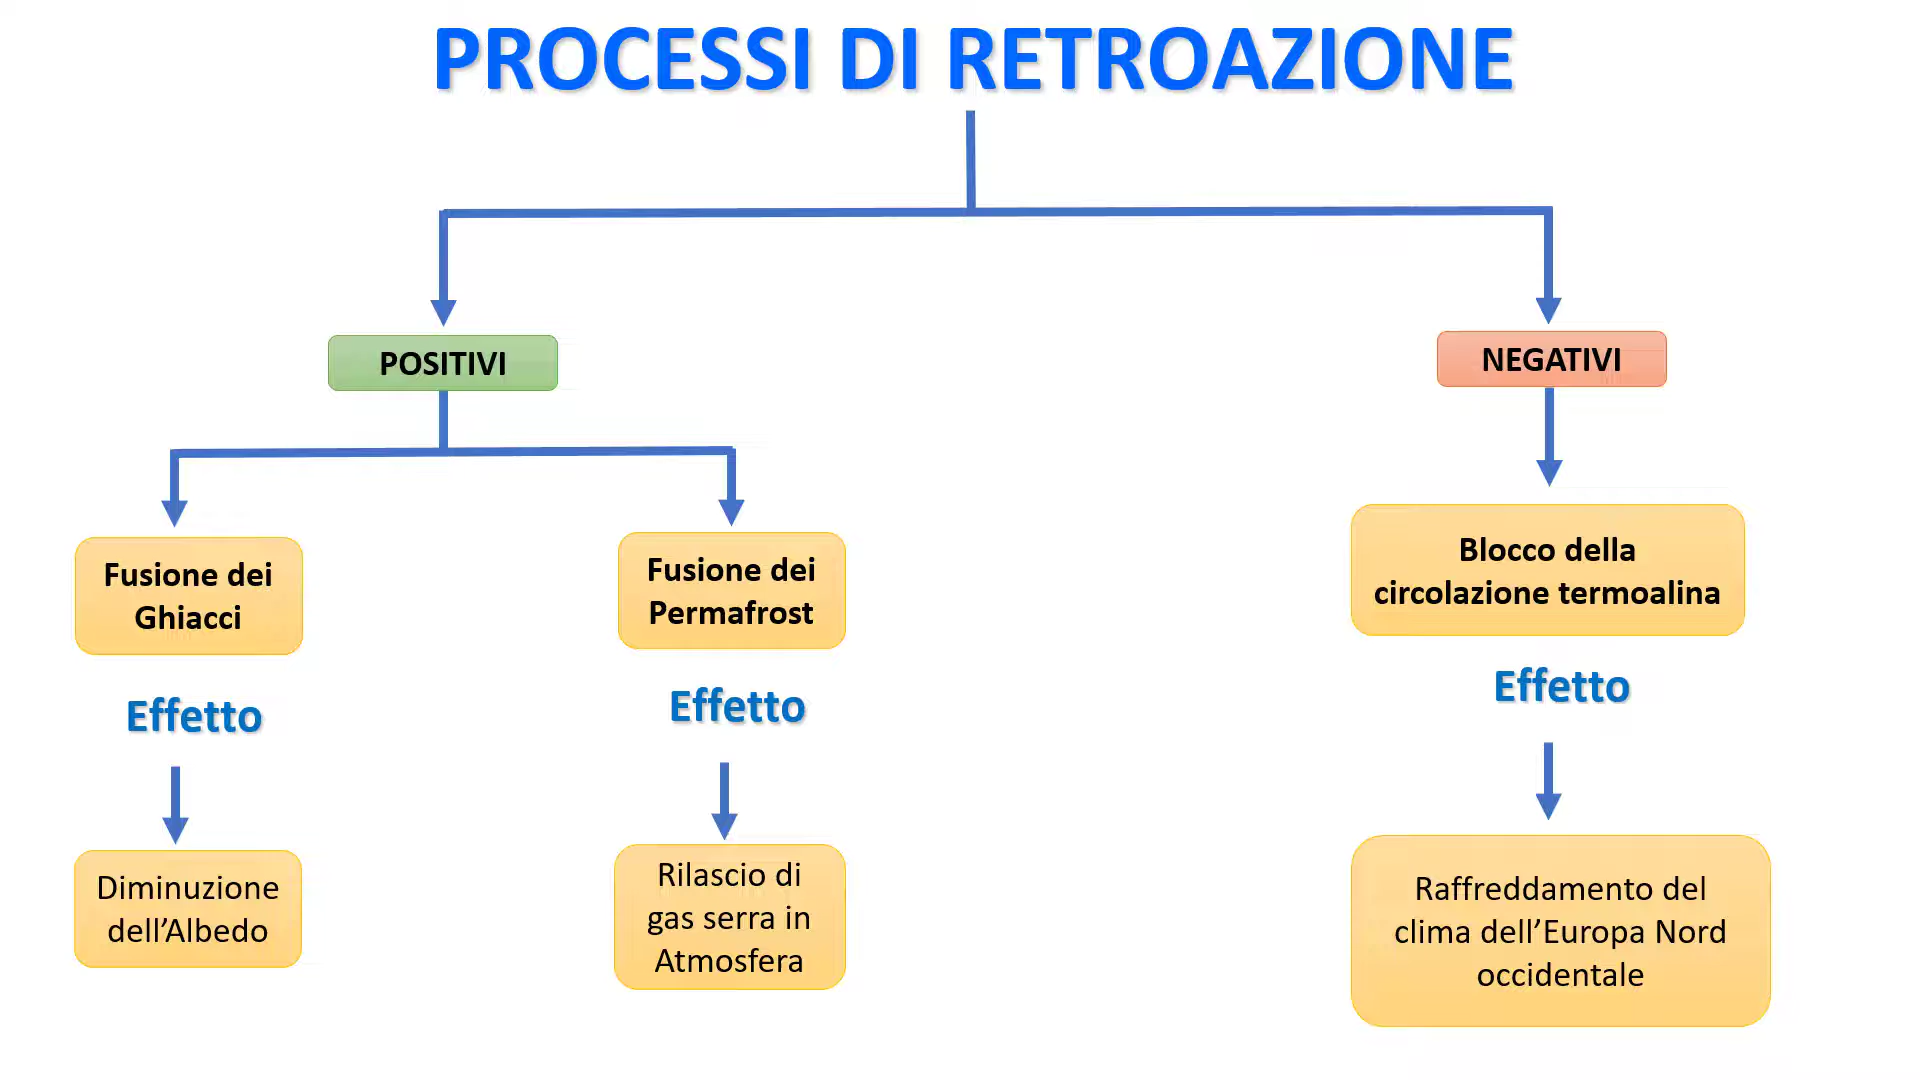 PROCESSI DI RETROAZIONE
POSITIVI
NEGATIVI
Fusione dei
Ghiacci
Fusione dei
Permafrost
Blocco della
circolazione termoalina
Effetto
Effetto
Effetto
Diminuzione
dell’Albedo
Rilascio di
gas serra in
Atmosfera
Raffreddamento del
clima dell’Europa Nord
occidentale